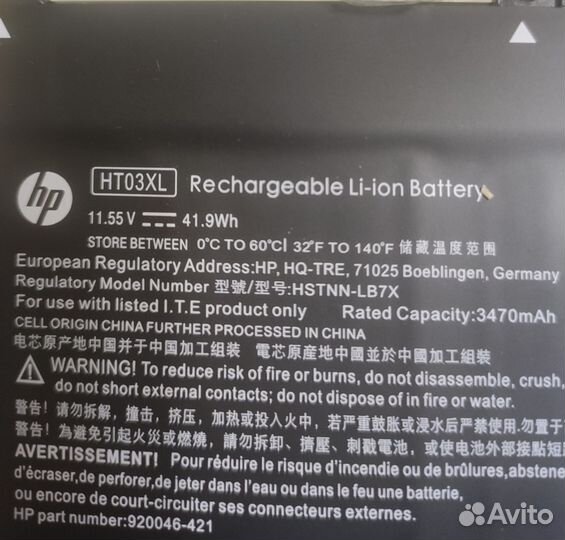 hp HT03XL Rechargeable Li-ion Battery
11.55 V 41.9Wh
STORE BETWEEN 0°C TO 60°C| 32°F TO 140°F 储藏温度范围
European Regulatory Address:HP, HQ-TRE, 71025 Boeblingen, Germany
Regulatory Model Number 型號/型号:HSTNN-LB7X
For use with listed I.T.E product only Rated Capacity:3470mAh
CELL ORIGIN CHINA FURTHER PROCESSED IN CHINA
电芯原产地中国并于中国加工组装 電芯原產地中國並於中國加工組裝
WARNING! To reduce risk of fire or burns, do not disassemble, crush,
do not short external contacts; do not dispose of in fire or water.
警告! 请勿拆解，撞击，挤压，加热或投入火中，若严重鼓胀或浸水后严禁使用，勿置于
警告! 為避免引起火災或燃燒，請勿拆卸、擠壓、刺戳電池，或使电池外部接點短
AVERTISSEMENT! Pour réduire le risque d'incendie ou de brûlures,abstene
d'écraser,de perforer,de jeter dans l'eau ou dans le feu une batterie,
ou encore de court-circuiter ses connecteurs externes.
HP part number:920046-421
Avito